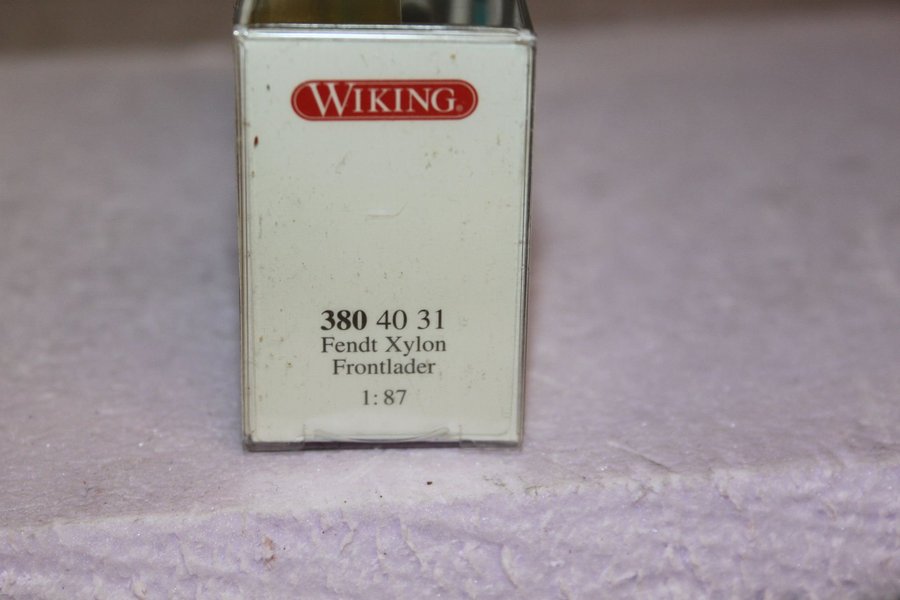 WIKING®
380 40 31
Fendt Xylon
Frontlader
1:87